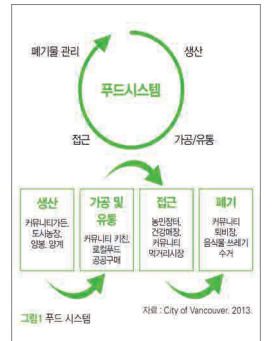 폐기물 관리
생산
푸드시스템
접근
가공/유통
생산
커뮤니티가든,
도시농장,
양봉, 양계
가공 및
유통
커뮤니티 키친,
로컬푸드
공공구매
접근
농민장터,
건강매장,
커뮤니티
먹거리시장
폐기
커뮤니티
퇴비장,
음식물 쓰레기
수거
자료 : City of Vancouver, 2013.
그림1 푸드 시스템